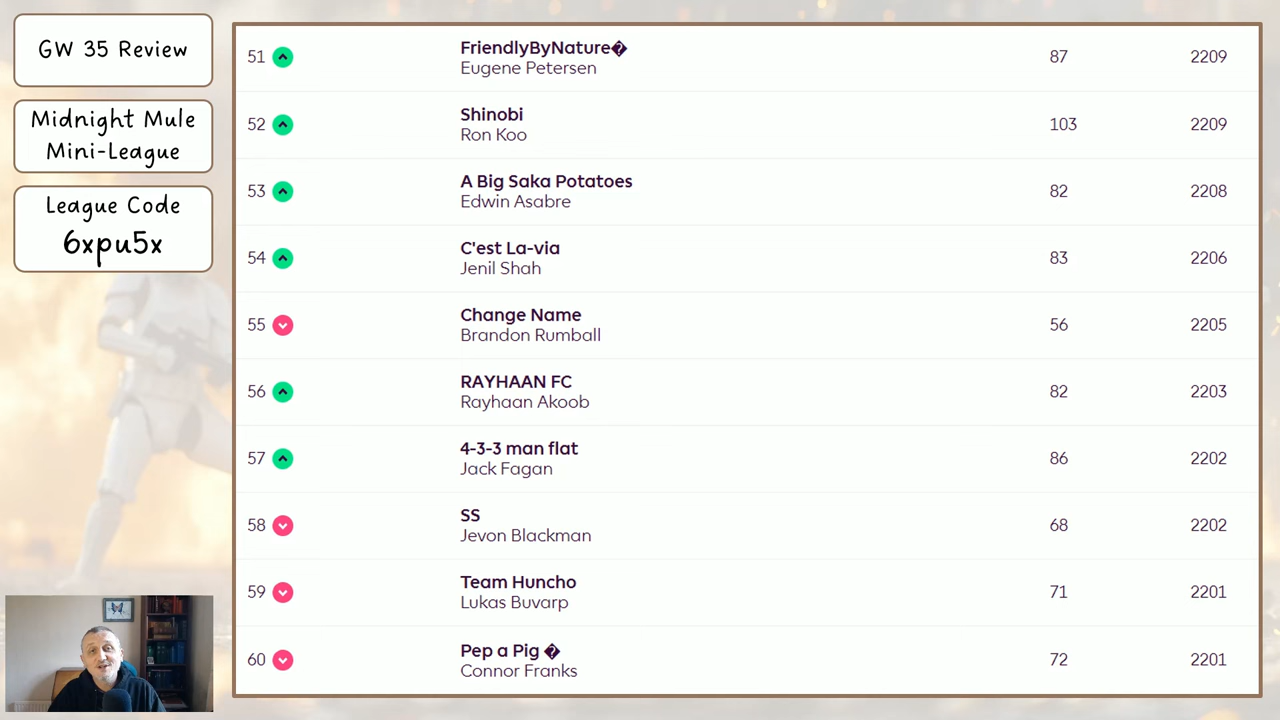 GW 35 Review
Midnight Mule
Mini-League
League Code
6xpu5x
51 FriendlyByNature� 87 2209
Eugene Petersen
52 Shinobi 103 2209
Ron Koo
53 A Big Saka Potatoes 82 2208
Edwin Asabre
54 C'est La-via 83 2206
Jenil Shah
55 Change Name 56 2205
Brandon Rumball
56 RAYHAAN FC 82 2203
Rayhaan Akoob
57 4-3-3 man flat 86 2202
Jack Fagan
58 SS 68 2202
Jevon Blackman
59 Team Huncho 71 2201
Lukas Buvarp
60 Pep a Pig � 72 2201
Connor Franks